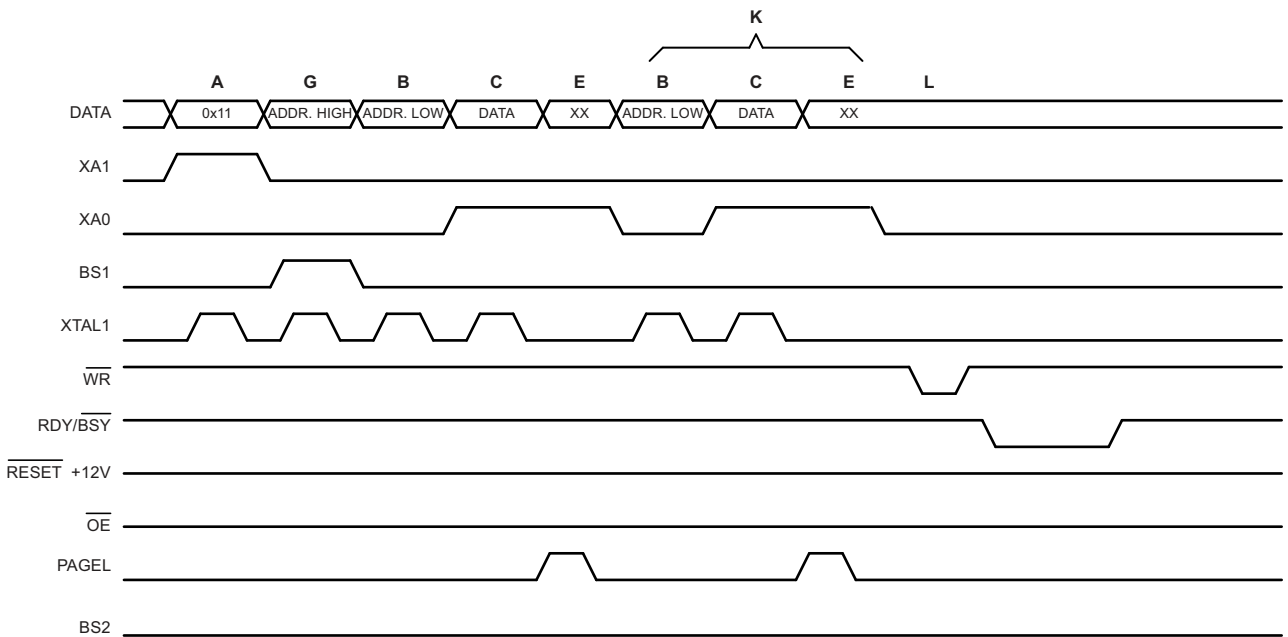 K
A G B C E B C E L
DATA 0x11 ADDR. HIGH ADDR. LOW DATA XX ADDR. LOW DATA XX
XA1
XA0
BS1
XTAL1
WR
RDY/BSY
RESET +12V
OE
PAGEL
BS2